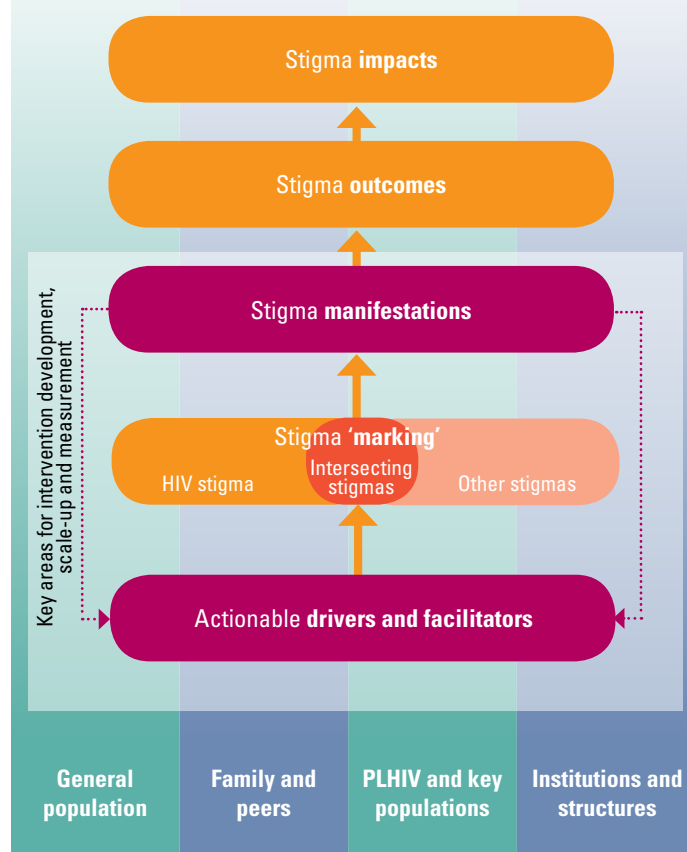 Stigma impacts
Stigma outcomes
Key areas for intervention development,
scale-up and measurement
Stigma manifestations
Stigma 'marking'
HIV stigma
Intersecting
stigmas
Other stigmas
Actionable drivers and facilitators
General
population
Family and
peers
PLHIV and key
populations
Institutions and
structures